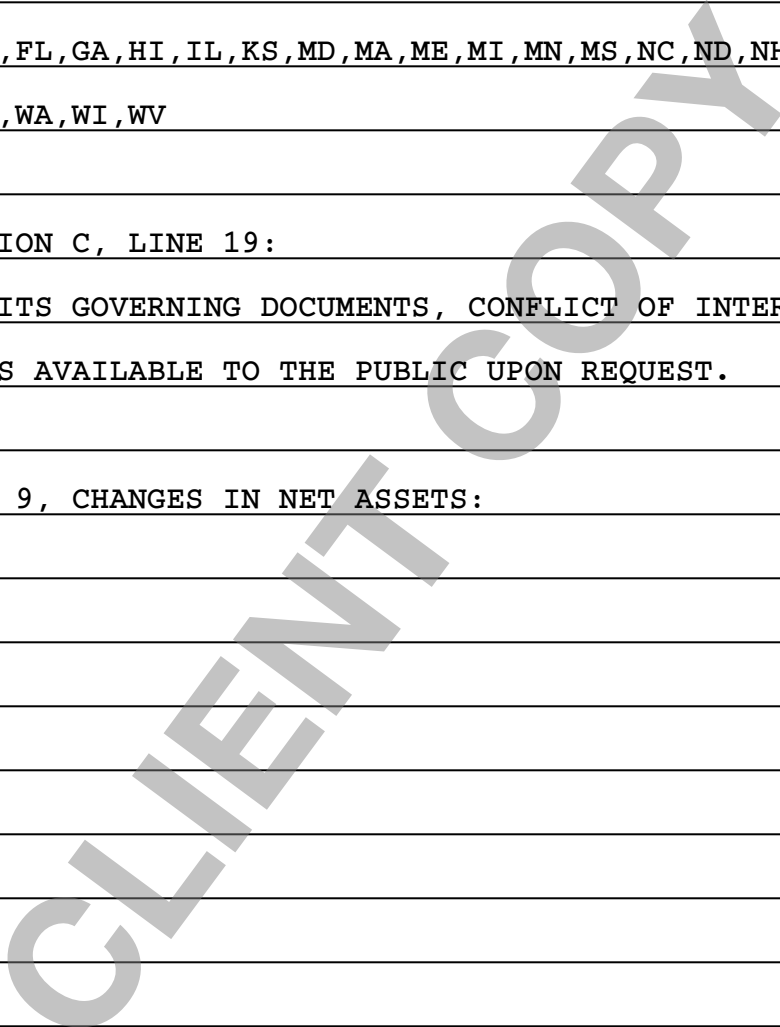 ,FL,GA,HI,IL,KS,MD,MA,ME,MI,MN,MS,NC,ND,NH
,WA,WI,WV
ION C, LINE 19:
ITS GOVERNING DOCUMENTS, CONFLICT OF INTER
S AVAILABLE TO THE PUBLIC UPON REQUEST.
9, CHANGES IN NET ASSETS:
CLIENT COPY